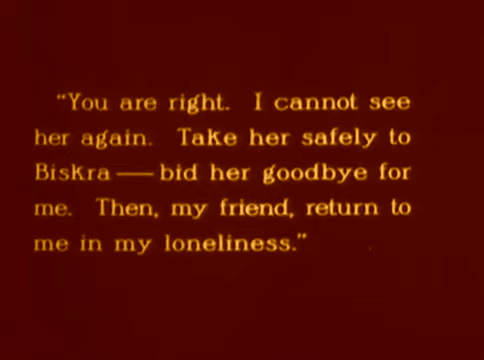 "You are right. I cannot see
her again. Take her safely to
Biskra — bid her goodbye for
me. Then, my friend, return to
me in my loneliness."